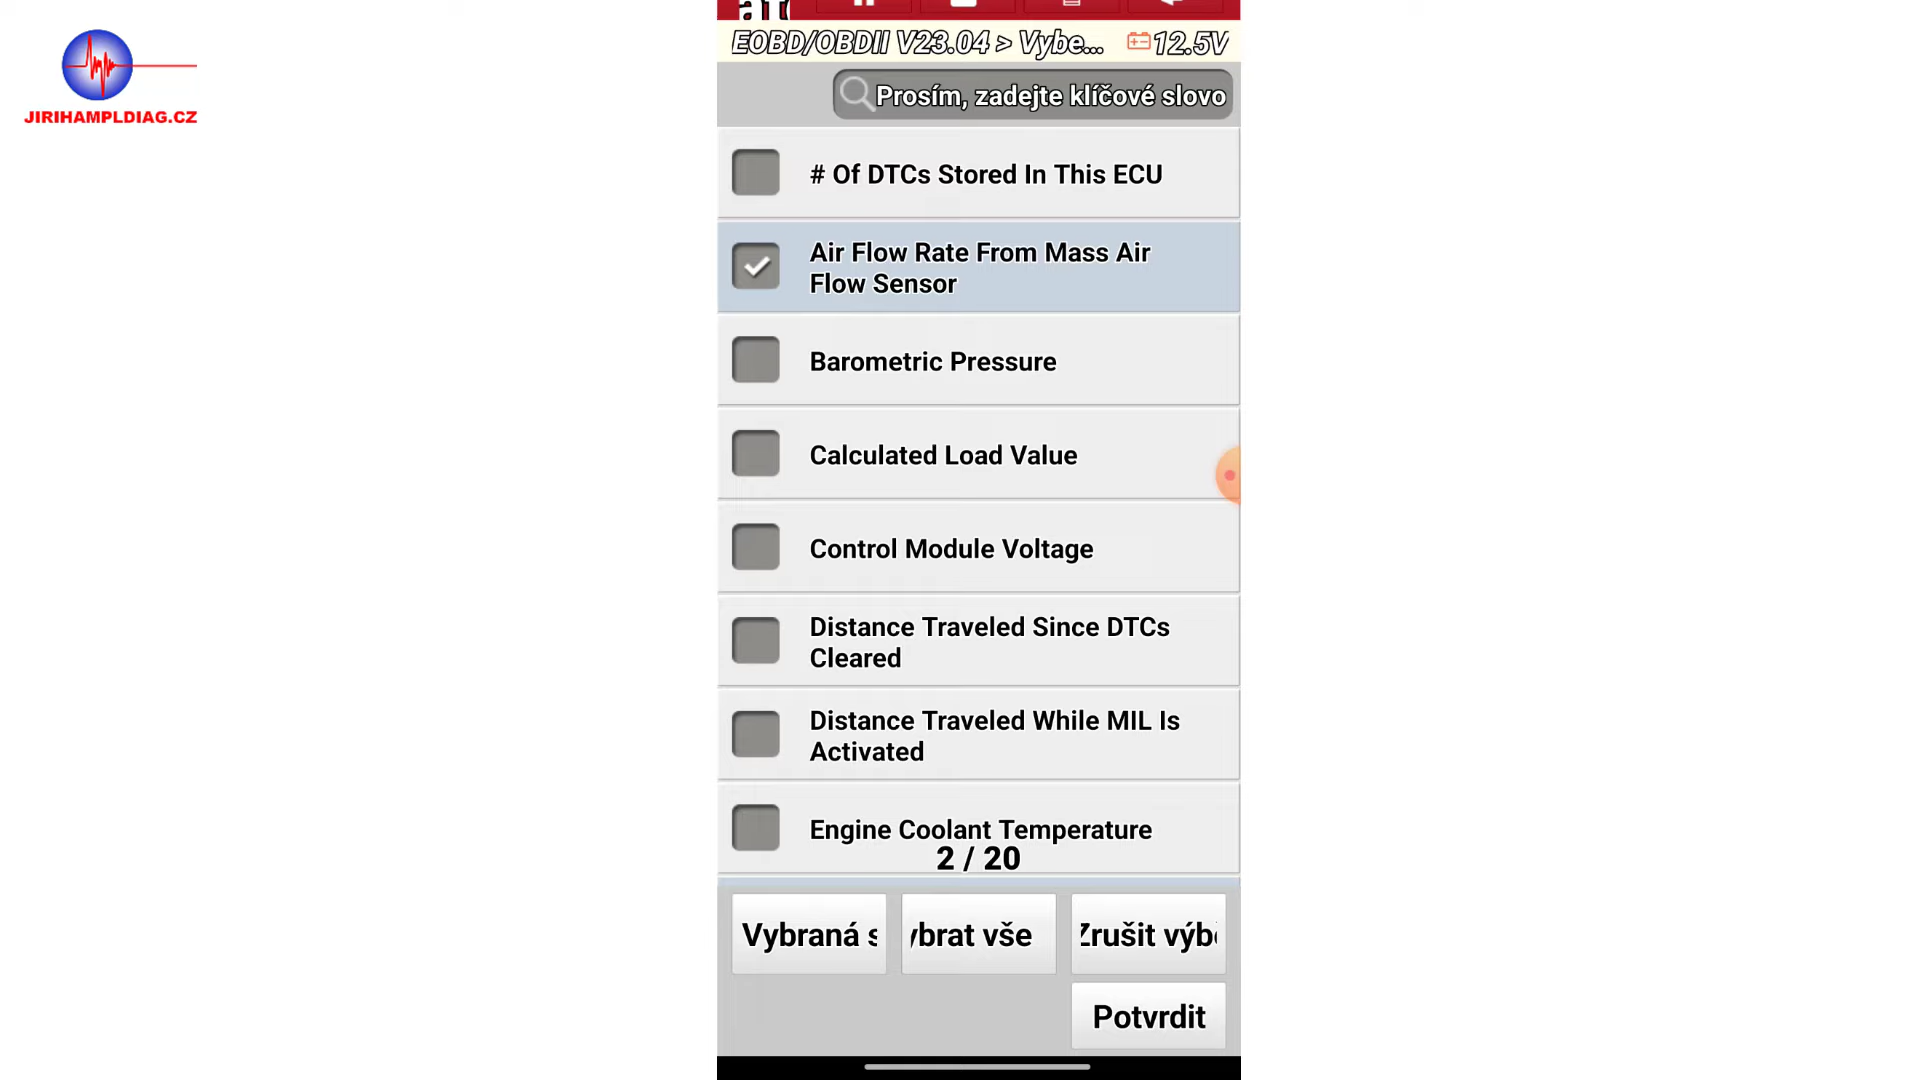 JIRIHAMPLDIAG.CZ
EOBD/OBDII V23.04 > Vybe... 12.5V
Prosím, zadejte klíčové slovo
# Of DTCs Stored In This ECU
Air Flow Rate From Mass Air
Flow Sensor
Barometric Pressure
Calculated Load Value
Control Module Voltage
Distance Traveled Since DTCs
Cleared
Distance Traveled While MIL Is
Activated
Engine Coolant Temperature
2 / 20
Vybraná s ybrat vše Zrušit výb
Potvrdit